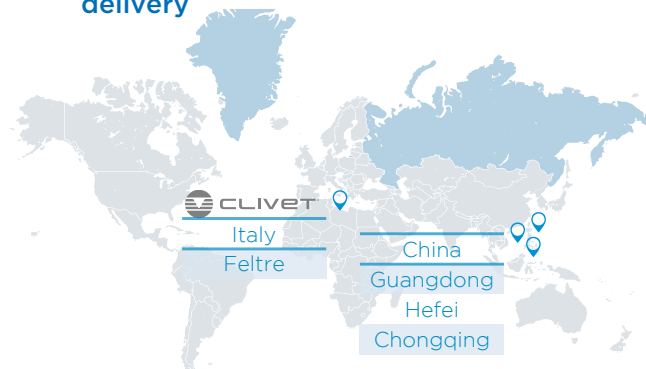 delivery
CLIVET
Italy
Feltre
China
Guangdong
Hefei
Chongqing